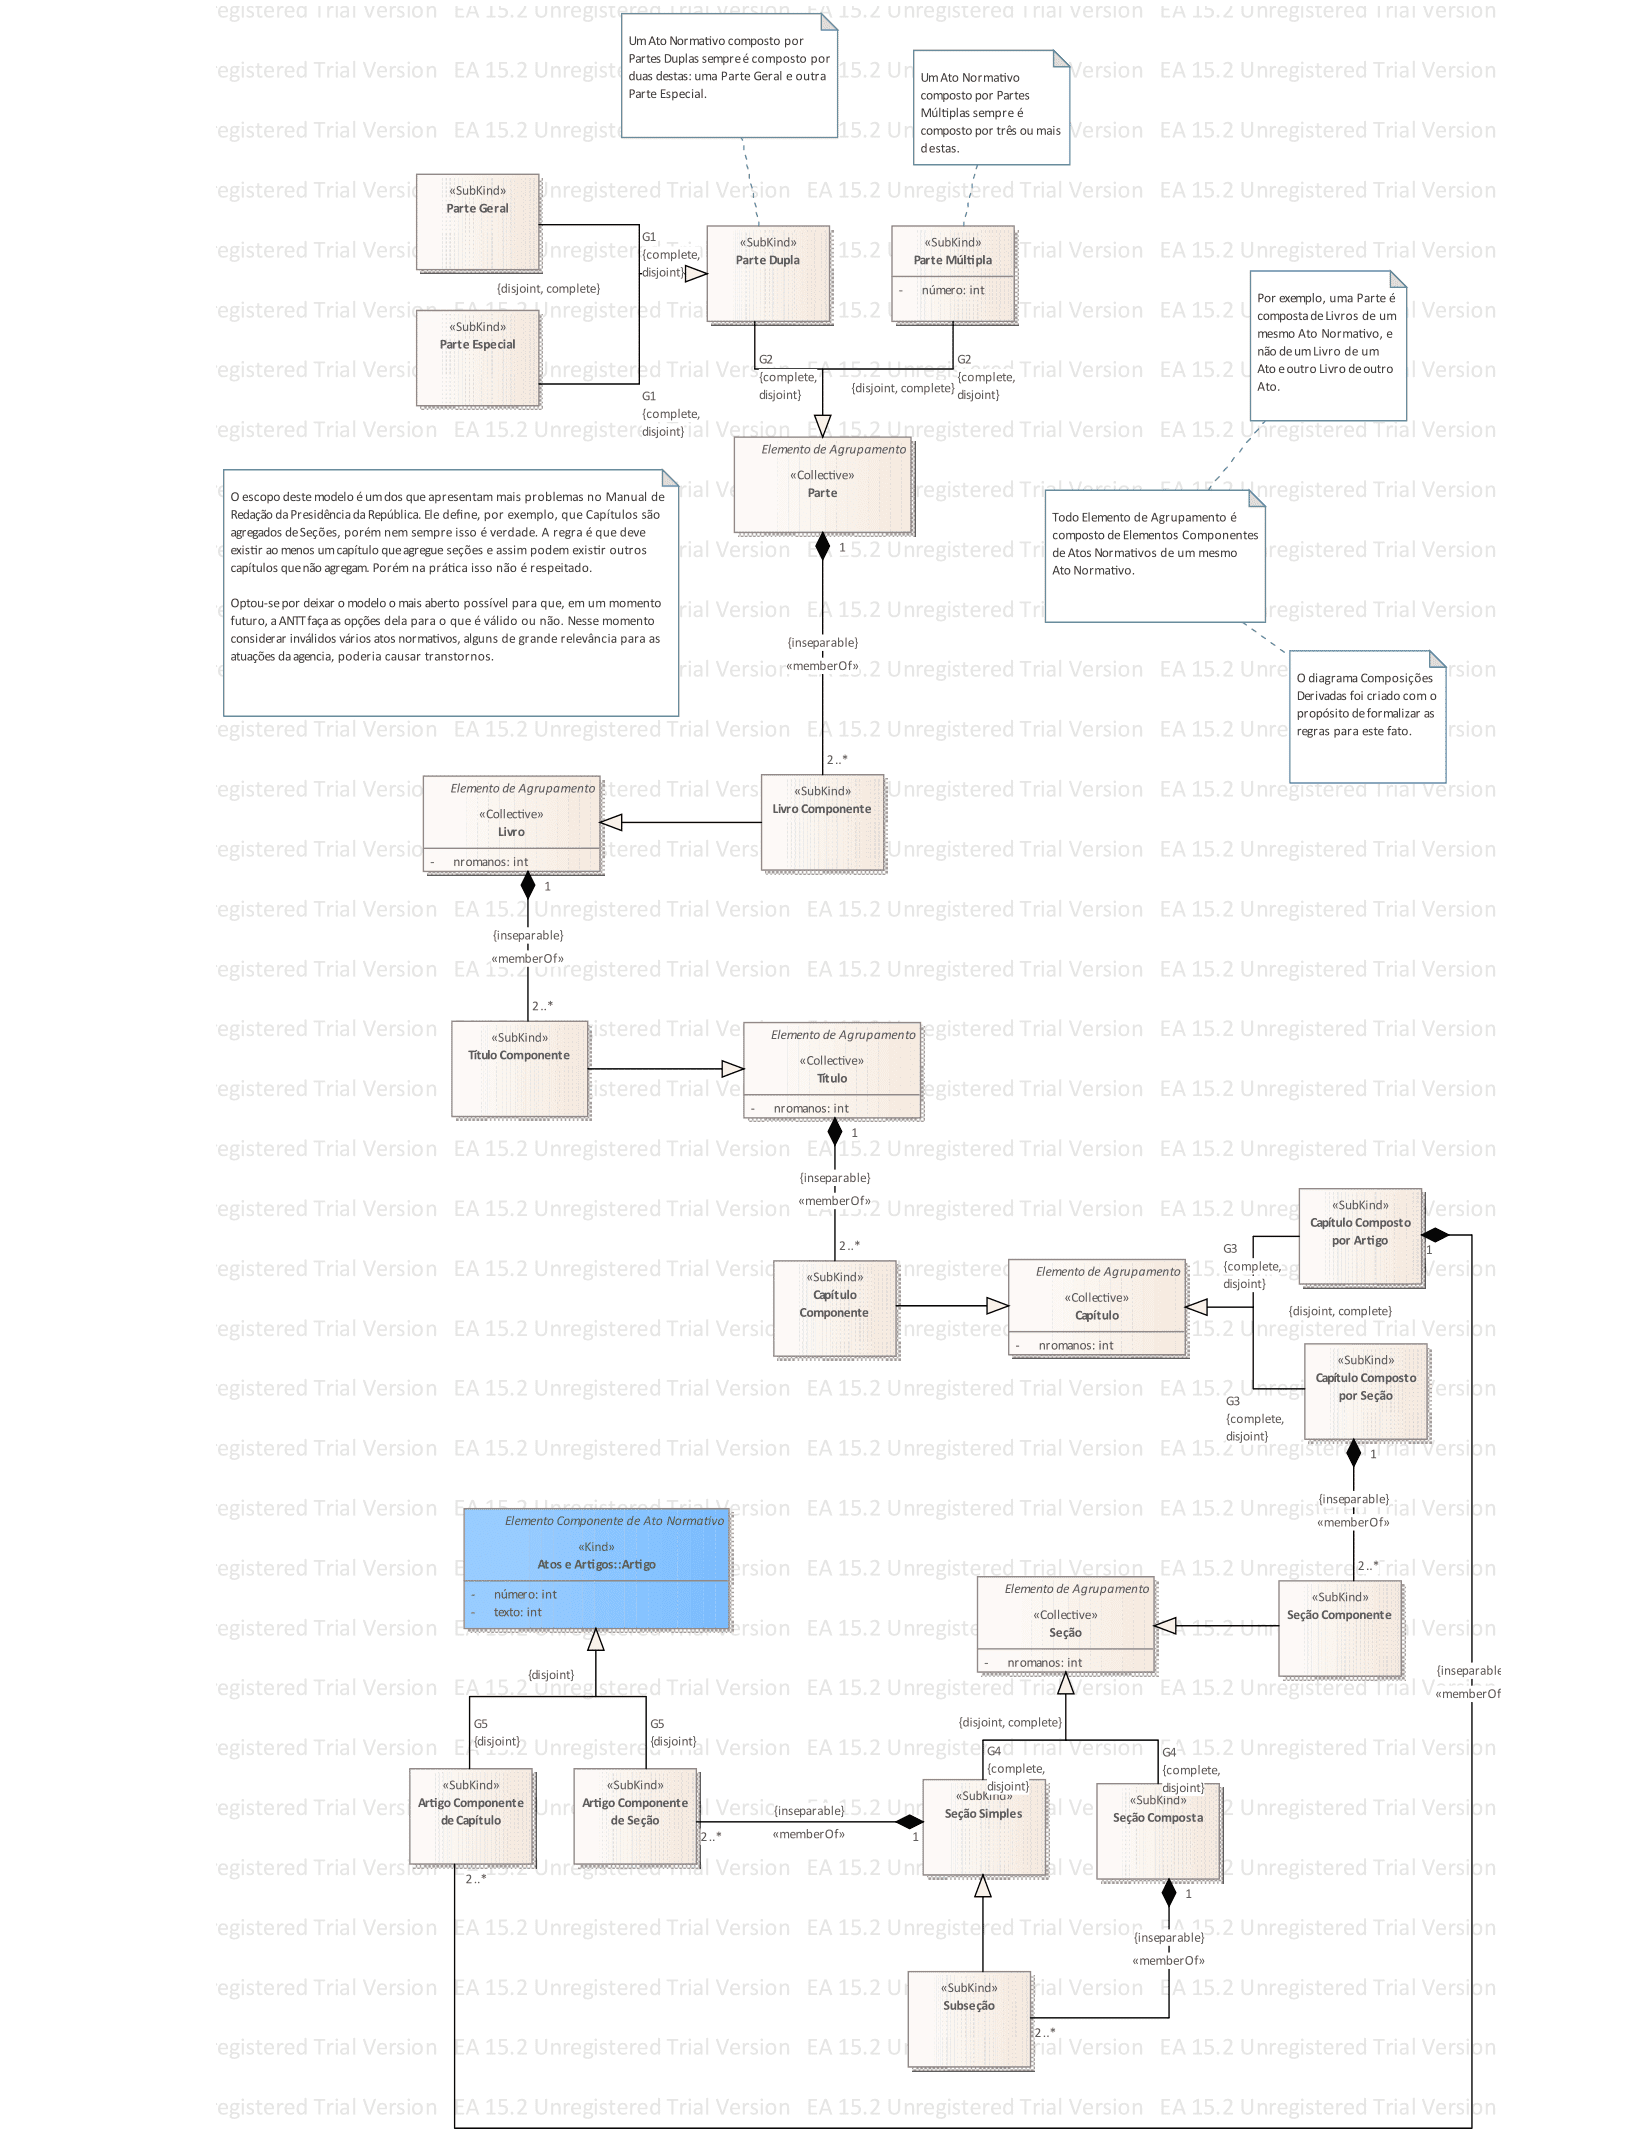 Um Ato Normativo composto por
Partes Duplas sempre é composto por
duas destas: uma Parte Geral e outra
Parte Especial.
Um Ato Normativo
composto por Partes
Múltiplas sempre é
composto por três ou mais
destas.
«SubKind»
Parte Geral
«SubKind»
Parte Especial
G1
{complete,
disjoint}
{disjoint, complete}
G1
{complete,
disjoint}
«SubKind»
Parte Dupla
«SubKind»
Parte Múltipla
- número: int
G2
{complete,
disjoint}
{disjoint, complete}
G2
{complete,
disjoint}
Por exemplo, uma Parte é
composta de Livros de um
mesmo Ato Normativo, e
não de um Livro de um
Ato e outro Livro de outro
Ato.
Elemento de Agrupamento
«Collective»
Parte
1
{inseparable}
«memberOf»
2..*
O escopo deste modelo é um dos que apresentam mais problemas no Manual de
Redação da Presidência da República. Ele define, por exemplo, que Capítulos são
agregados de Seções, porém nem sempre isso é verdade. A regra é que deve
existir ao menos um capítulo que agregue seções e assim podem existir outros
capítulos que não agregam. Porém na prática isso não é respeitado.
Optou-se por deixar o modelo o mais aberto possível para que, em um momento
futuro, a ANTT faça as opções dela para o que é válido ou não. Nesse momento
considerar inválidos vários atos normativos, alguns de grande relevância para as
atuações da agencia, poderia causar transtornos.
Todo Elemento de Agrupamento é
composto de Elementos Componentes
de Atos Normativos de um mesmo
Ato Normativo.
O diagrama Composições
Derivadas foi criado com o
propósito de formalizar as
regras para este fato.
Elemento de Agrupamento
«Collective»
Livro
- nromanos: int
«SubKind»
Livro Componente
1
{inseparable}
«memberOf»
2..*
«SubKind»
Título Componente
Elemento de Agrupamento
«Collective»
Título
- nromanos: int
1
{inseparable}
«memberOf»
2..*
«SubKind»
Capítulo
Componente
Elemento de Agrupamento
«Collective»
Capítulo
- nromanos: int
G3
{complete,
disjoint}
{disjoint, complete}
G3
{complete,
disjoint}
«SubKind»
Capítulo Composto
por Artigo
1
«SubKind»
Capítulo Composto
por Seção
1
{inseparable}
«memberOf»
2..*
Elemento Componente de Ato Normativo
«Kind»
Atos e Artigos::Artigo
- número: int
- texto: int
Elemento de Agrupamento
«Collective»
Seção
- nromanos: int
«SubKind»
Seção Componente
{inseparable
«memberOf
{disjoint}
G5
{disjoint}
G5
{disjoint}
{disjoint, complete}
G4
{complete,
disjoint}
G4
{complete,
disjoint}
«SubKind»
Artigo Componente
de Capítulo
2..*
«SubKind»
Artigo Componente
de Seção
2..*
{inseparable}
«memberOf»
1
«SubKind»
Seção Simples
«SubKind»
Seção Composta
1
{inseparable}
«memberOf»
«SubKind»
Subseção
2..*
EA 15.2 Unregistered Trial Version